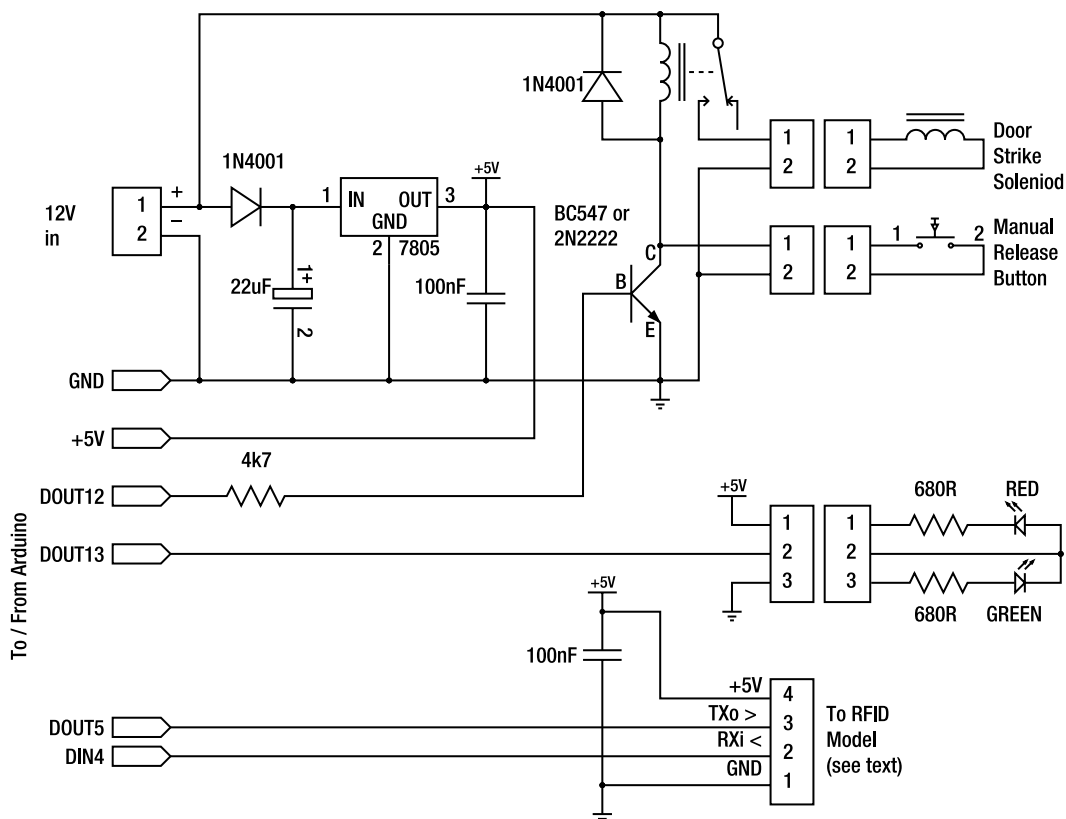 1N4001
1N4001
12V
in
1
2
+
–
1
IN
OUT
GND
3
2
7805
+5V
22uF
1+
2
100nF
BC547 or
2N2222
C
B
E
1
2
1
2
Door
Strike
Soleniod
1
2
1
2
1
2
Manual
Release
Button
GND
+5V
4k7
DOUT12
DOUT13
To / From Arduino
+5V
1
2
3
1
2
3
680R
RED
680R
GREEN
+5V
100nF
+5V
TXo >
RXi <
GND
4
3
2
1
To RFID
Model
(see text)
DOUT5
DIN4